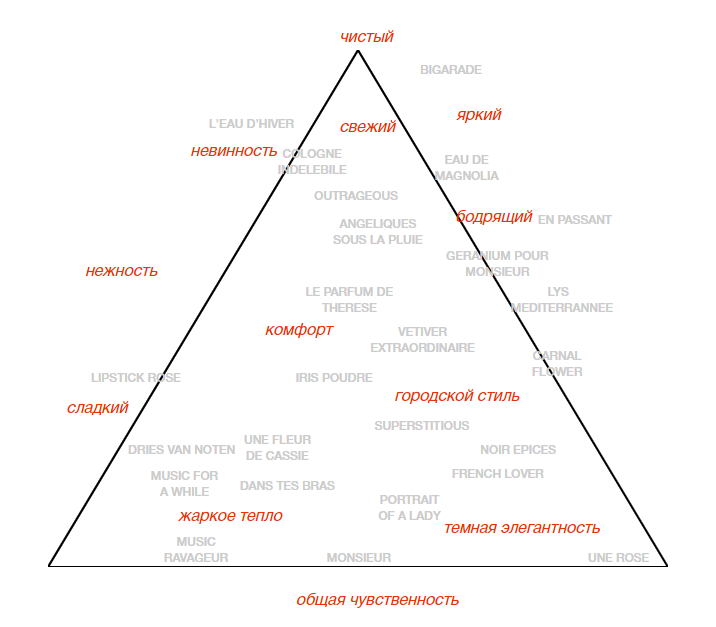 чистый
BIGARADE
яркий
L'EAU D'HIVER
свежий
невинность
COLOGNE
INDELEBILE
EAU DE
MAGNOLIA
OUTRAGEOUS
бодрящий
EN PASSANT
ANGELIQUES
SOUS LA PLUIE
GERANIUM POUR
MONSIEUR
нежность
LE PARFUM DE
THERESE
LYS
MEDITERRANNEE
комфорт
VETIVER
EXTRAORDINAIRE
CARNAL
FLOWER
LIPSTICK ROSE
IRIS POUDRE
городской стиль
сладкий
SUPERSTITIOUS
DRIES VAN NOTEN
UNE FLEUR
DE CASSIE
NOIR EPICES
MUSIC FOR
A WHILE
DANS TES BRAS
FRENCH LOVER
PORTRAIT
OF A LADY
жаркое тепло
темная элегантность
MUSIC
RAVAGEUR
MONSIEUR
UNE ROSE
общая чувственность